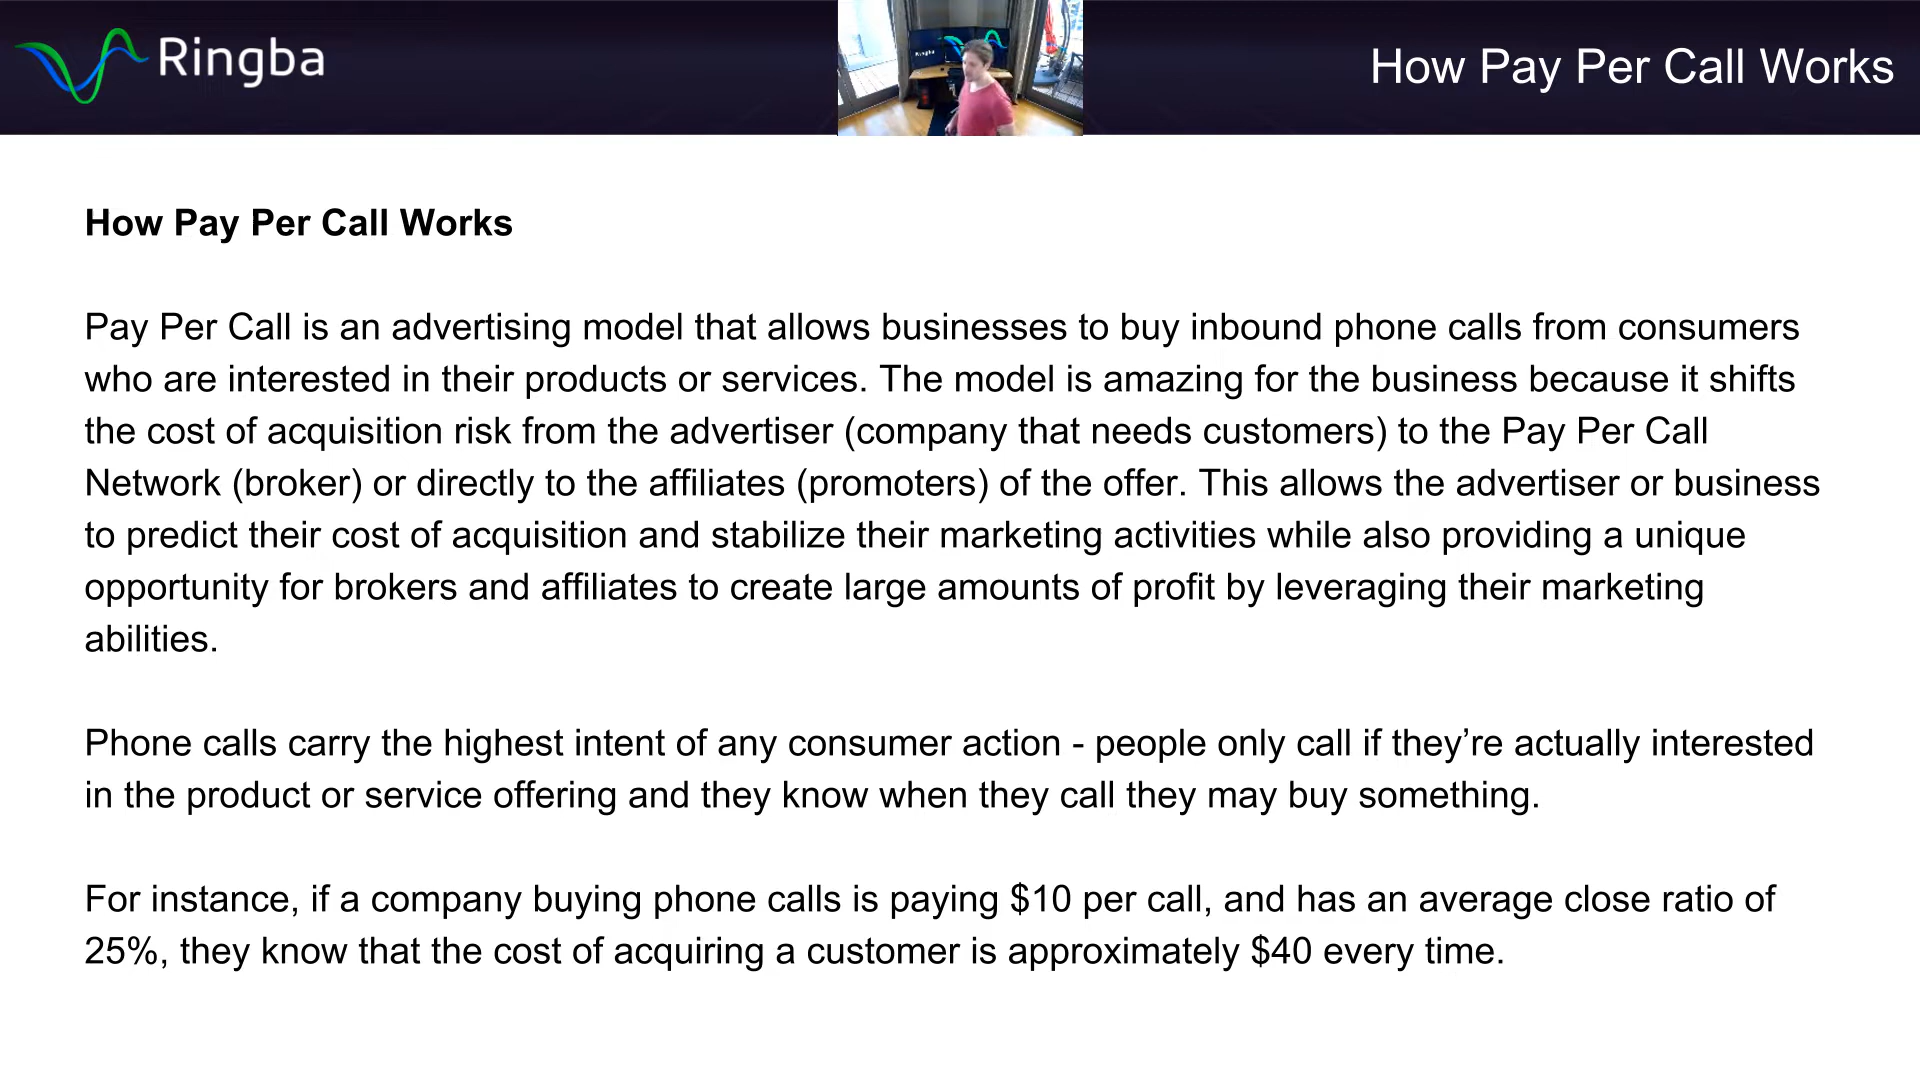 Ringba
How Pay Per Call Works
How Pay Per Call Works
Pay Per Call is an advertising model that allows businesses to buy inbound phone calls from consumers
who are interested in their products or services. The model is amazing for the business because it shifts
the cost of acquisition risk from the advertiser (company that needs customers) to the Pay Per Call
Network (broker) or directly to the affiliates (promoters) of the offer. This allows the advertiser or business
to predict their cost of acquisition and stabilize their marketing activities while also providing a unique
opportunity for brokers and affiliates to create large amounts of profit by leveraging their marketing
abilities.
Phone calls carry the highest intent of any consumer action - people only call if they’re actually interested
in the product or service offering and they know when they call they may buy something.
For instance, if a company buying phone calls is paying $10 per call, and has an average close ratio of
25%, they know that the cost of acquiring a customer is approximately $40 every time.